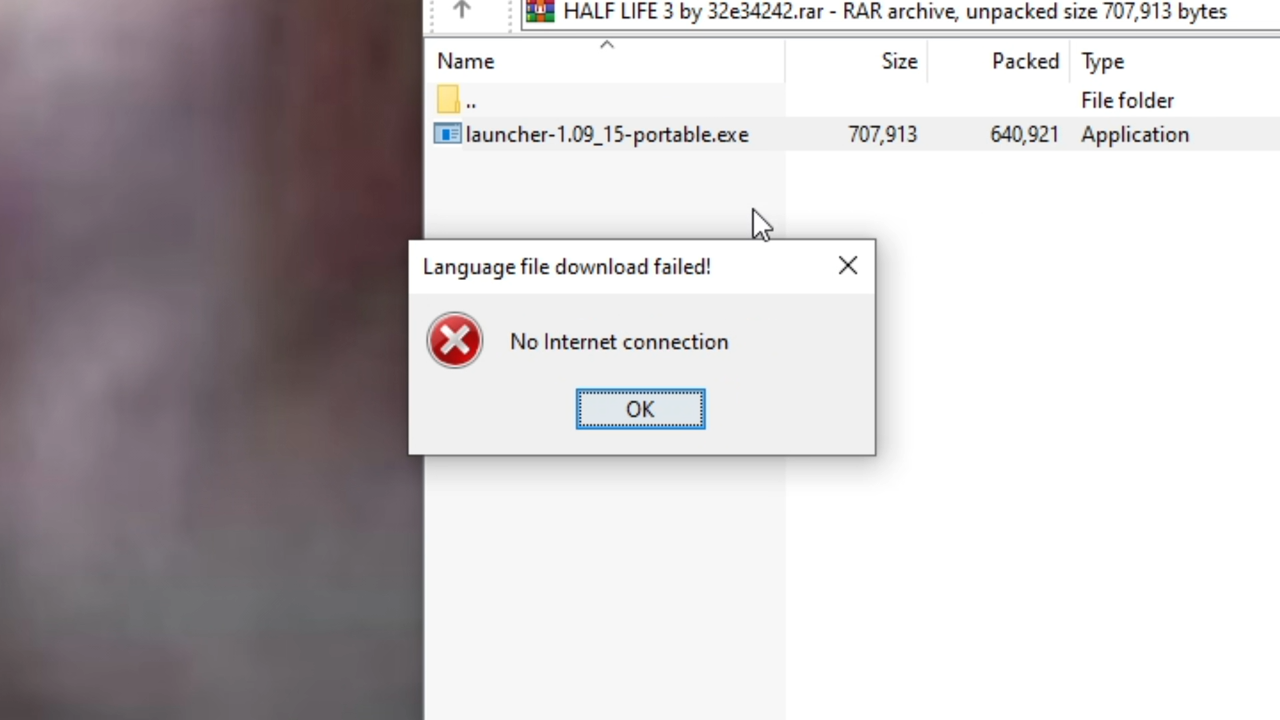 HALF LIFE 3 by 32e34242.rar - RAR archive, unpacked size 707,913 bytes
Name Size Packed Type
.. File folder
launcher-1.09_15-portable.exe 707,913 640,921 Application
Language file download failed!
No Internet connection
OK